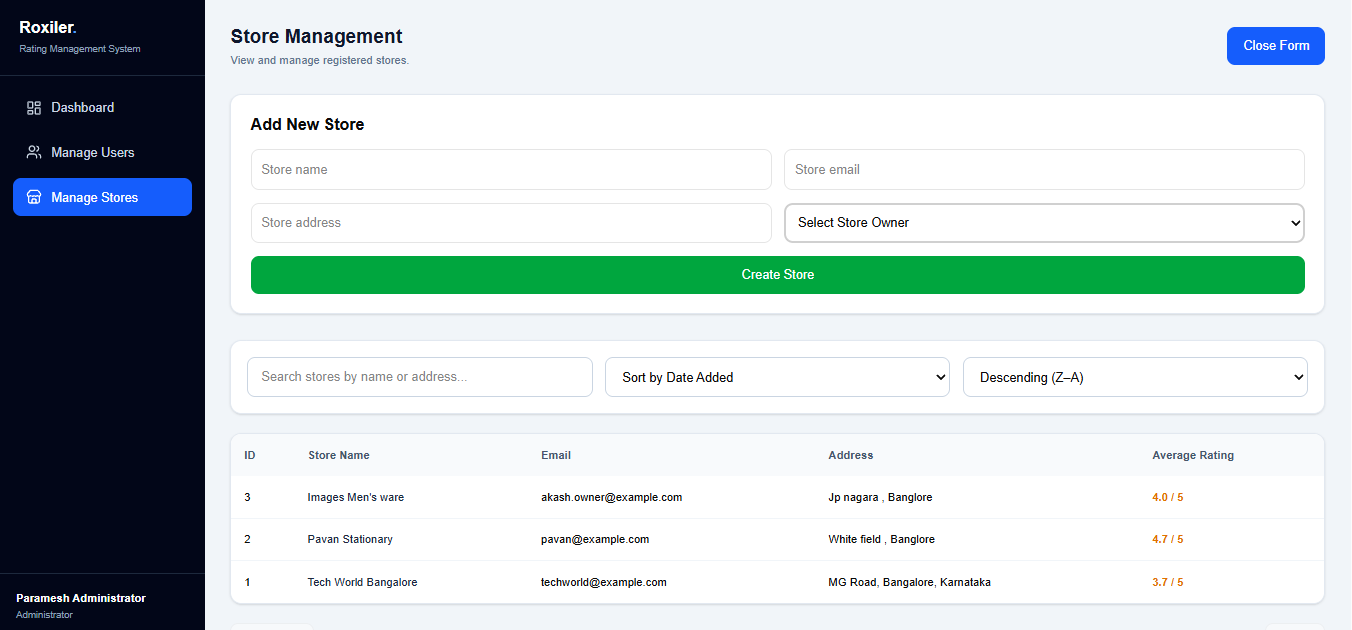 Roxiler.
Rating Management System
Dashboard
Manage Users
Manage Stores
Paramesh Administrator
Administrator
Store Management
View and manage registered stores.
Close Form
Add New Store
Store name
Store email
Store address
Select Store Owner
Create Store
Search stores by name or address...
Sort by Date Added
Descending (Z–A)
ID Store Name Email Address Average Rating
3 Images Men's ware akash.owner@example.com Jp nagara , Banglore 4.0 / 5
2 Pavan Stationary pavan@example.com White field , Banglore 4.7 / 5
1 Tech World Bangalore techworld@example.com MG Road, Bangalore, Karnataka 3.7 / 5